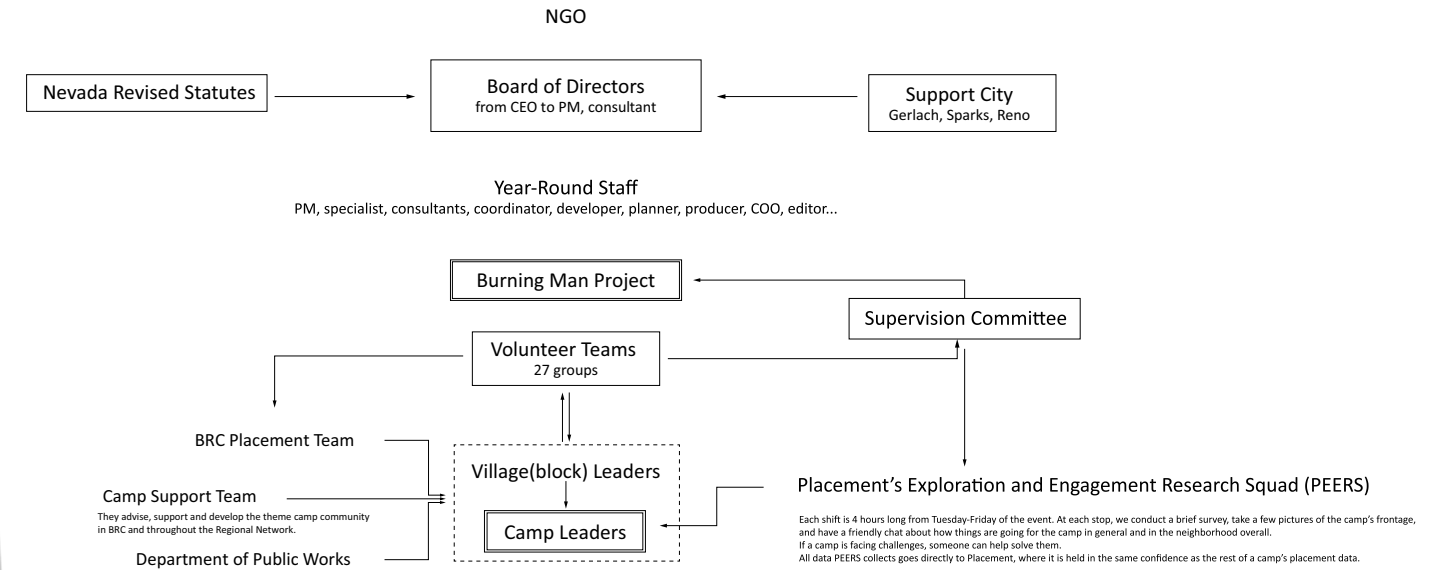 NGO
Nevada Revised Statutes
Board of Directors
from CEO to PM, consultant
Support City
Gerlach, Sparks, Reno
Year-Round Staff
PM, specialist, consultants, coordinator, developer, planner, producer, COO, editor...
Burning Man Project
Supervision Committee
Volunteer Teams
27 groups
BRC Placement Team
Village(block) Leaders
Camp Support Team
They advise, support and develop the theme camp community
in BRC and throughout the Regional Network.
Camp Leaders
Department of Public Works
Placement's Exploration and Engagement Research Squad (PEERS)
Each shift is 4 hours long from Tuesday-Friday of the event. At each stop, we conduct a brief survey, take a few pictures of the camp's frontage,
and have a friendly chat about how things are going for the camp in general and in the neighborhood overall.
If a camp is facing challenges, someone can help solve them.
All data PEERS collects goes directly to Placement, where it is held in the same confidence as the rest of a camp's placement data.